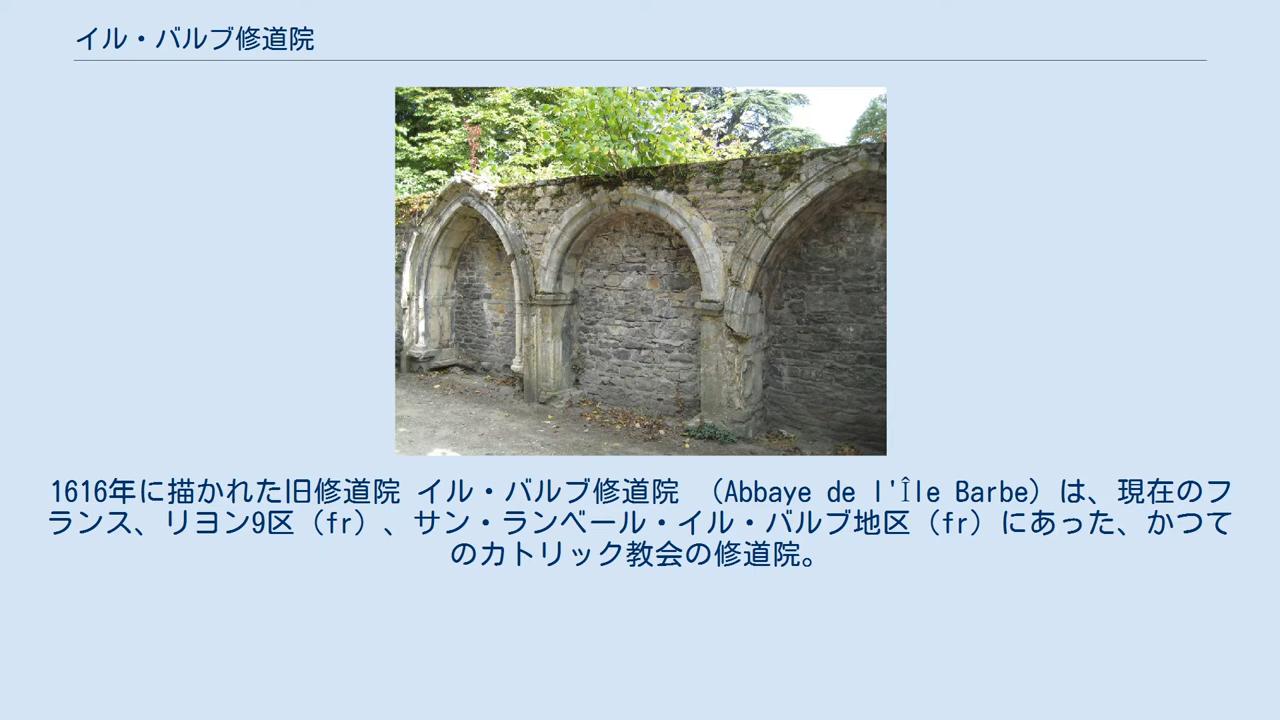 イル・バルブ修道院
1616年に描かれた旧修道院 イル・バルブ修道院 （Abbaye de l'Île Barbe）は、現在のフ
ランス、リヨン9区（fr）、サン・ランベール・イル・バルブ地区（fr）にあった、かつて
のカトリック教会の修道院。